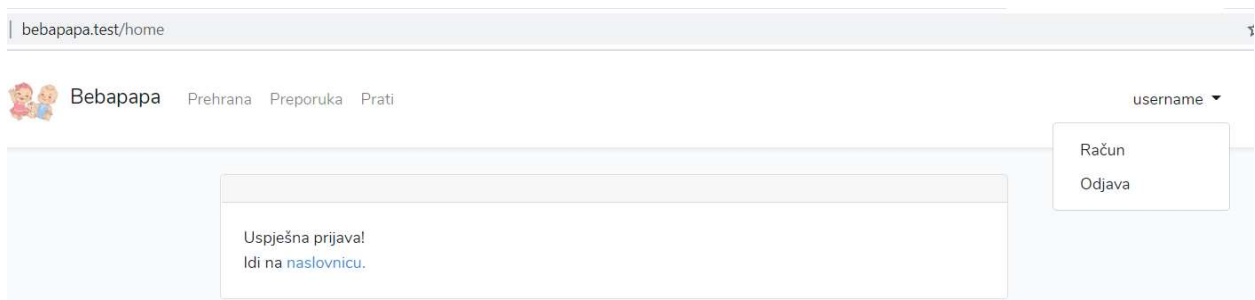 bebapapa.test/home
Bebapapa Prehrana Preporuka Prati username
Račun
Odjava
Uspješna prijava!
Idi na naslovnicu.